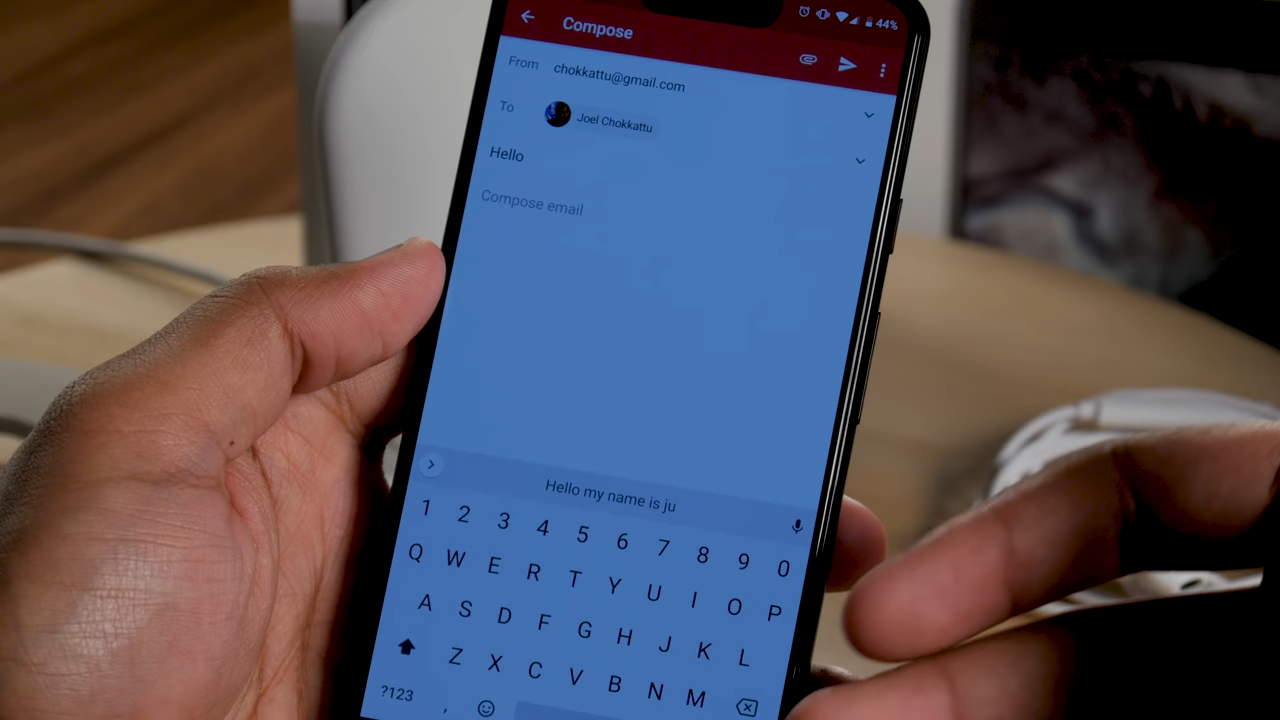 44%
Compose
From chokkattu@gmail.com
To Joel Chokkattu
Hello
Compose email
Hello my name is ju
1 2 3 4 5 6 7 8 9 0
Q W E R T Y U I O P
A S D F G H J K L
Z X C V B N M
?123 ,